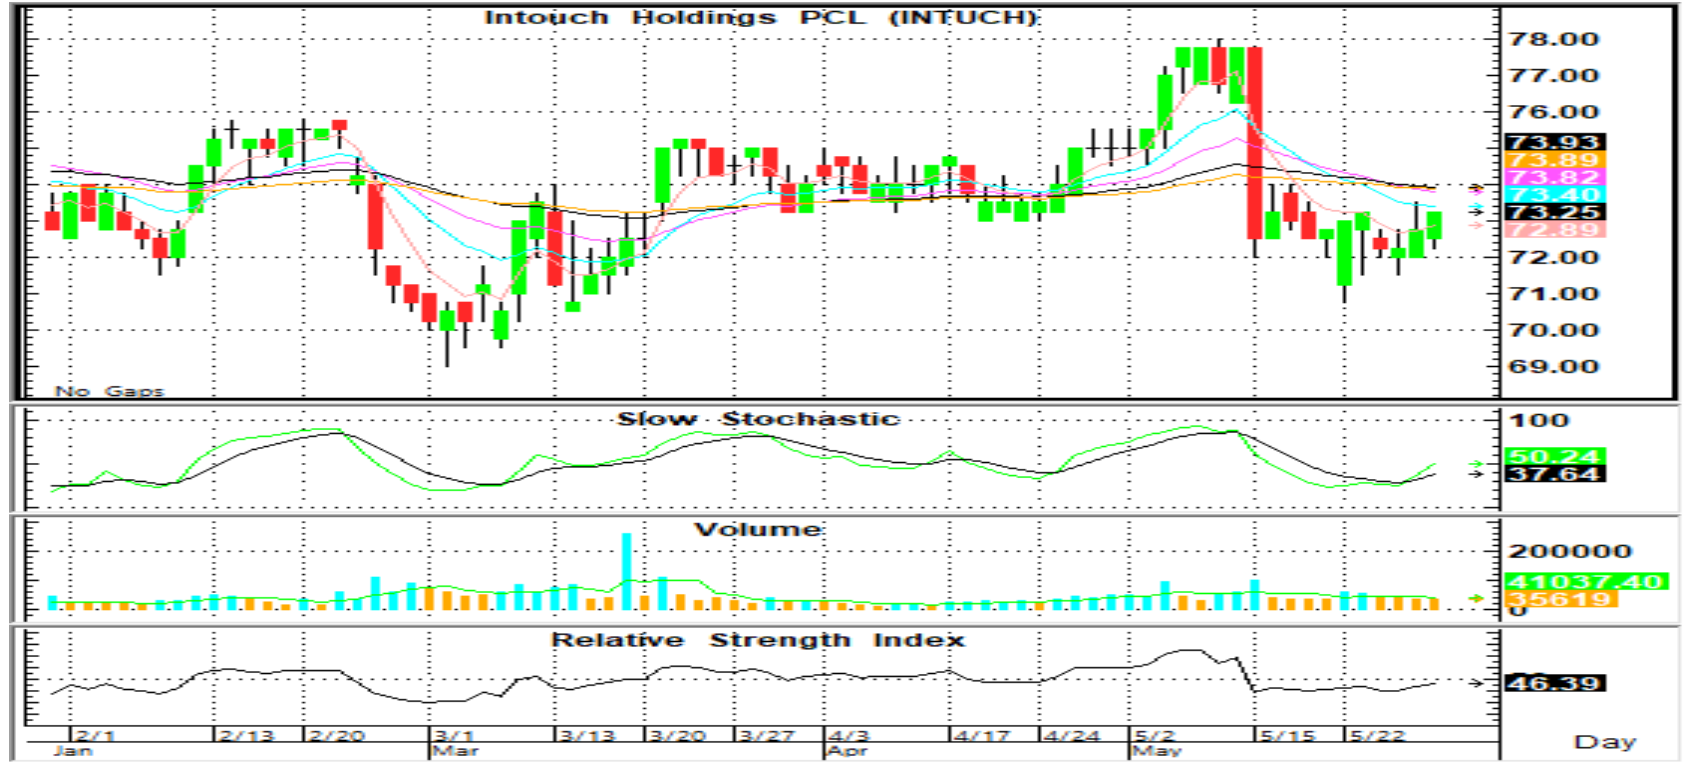 Intouch Holdings PCL (INTUCH)
78.00
77.00
76.00
73.93
73.89
73.82
73.40
73.25
72.89
72.00
71.00
70.00
69.00
No Gaps
Slow Stochastic
100
50.24
37.64
Volume
200000
41037.40
35619
0
Relative Strength Index
46.39
2/1 2/13 2/20 3/1 3/13 3/20 3/27 4/3 4/17 4/24 5/2 5/15 5/22
Jan Mar Apr May
Day